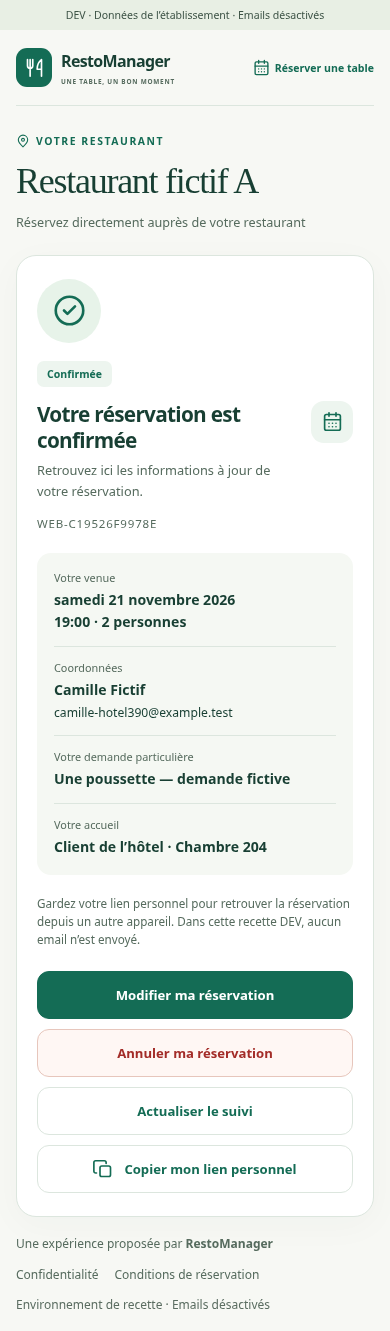 DEV · Données de l'établissement · Emails désactivés
RestoManager
UNE TABLE, UN BON MOMENT
Réserver une table
VOTRE RESTAURANT
Restaurant fictif A
Réservez directement auprès de votre restaurant
Confirmée
Votre réservation est
confirmée
Retrouvez ici les informations à jour de
votre réservation.
WEB-C19526F9978E
Votre venue
samedi 21 novembre 2026
19:00 · 2 personnes
Coordonnées
Camille Fictif
camille-hotel390@example.test
Votre demande particulière
Une poussette — demande fictive
Votre accueil
Client de l’hôtel · Chambre 204
Gardez votre lien personnel pour retrouver la réservation
depuis un autre appareil. Dans cette recette DEV, aucun
email n’est envoyé.
Modifier ma réservation
Annuler ma réservation
Actualiser le suivi
Copier mon lien personnel
Une expérience proposée par RestoManager
Confidentialité Conditions de réservation
Environnement de recette · Emails désactivés